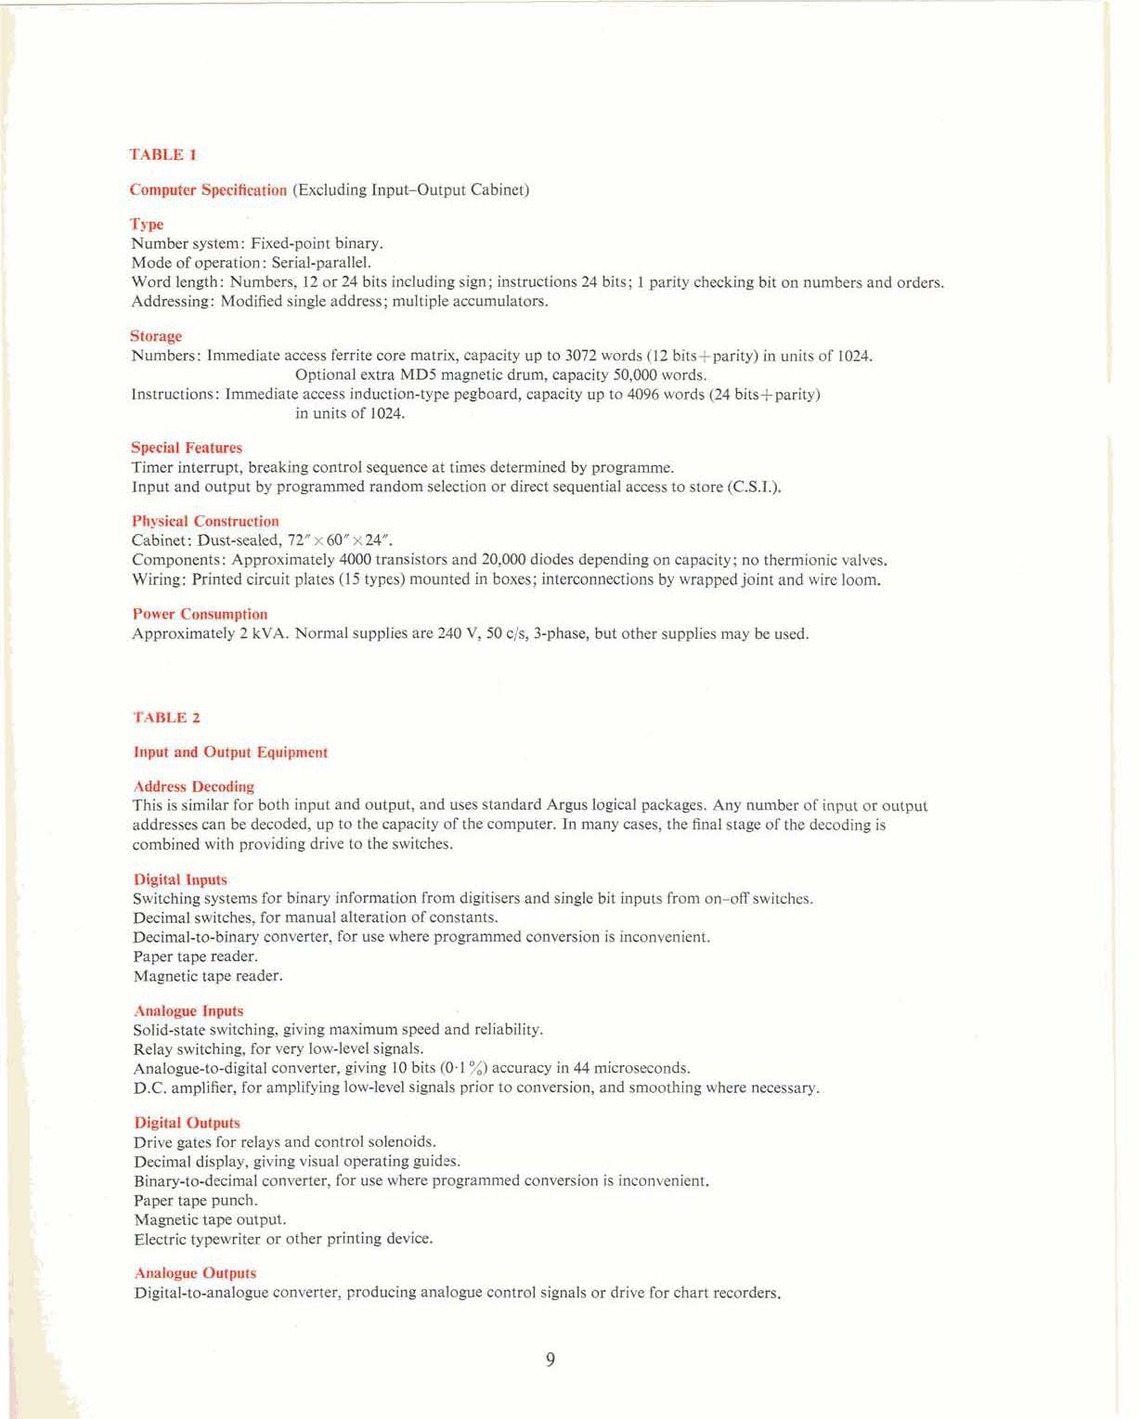 TABLE 1
Computer Specification (Excluding Input–Output Cabinet)
Type
Number system: Fixed-point binary.
Mode of operation: Serial-parallel.
Word length: Numbers, 12 or 24 bits including sign; instructions 24 bits; 1 parity checking bit on numbers and orders.
Addressing: Modified single address; multiple accumulators.
Storage
Numbers: Immediate access ferrite core matrix, capacity up to 3072 words (12 bits+parity) in units of 1024.
Optional extra MD5 magnetic drum, capacity 50,000 words.
Instructions: Immediate access induction-type pegboard, capacity up to 4096 words (24 bits+parity)
in units of 1024.
Special Features
Timer interrupt, breaking control sequence at times determined by programme.
Input and output by programmed random selection or direct sequential access to store (C.S.I.).
Physical Construction
Cabinet: Dust-sealed, 72″×60″×24″.
Components: Approximately 4000 transistors and 20,000 diodes depending on capacity; no thermionic valves.
Wiring: Printed circuit plates (15 types) mounted in boxes; interconnections by wrapped joint and wire loom.
Power Consumption
Approximately 2 kVA. Normal supplies are 240 V, 50 c/s, 3-phase, but other supplies may be used.
TABLE 2
Input and Output Equipment
Address Decoding
This is similar for both input and output, and uses standard Argus logical packages. Any number of input or output
addresses can be decoded, up to the capacity of the computer. In many cases, the final stage of the decoding is
combined with providing drive to the switches.
Digital Inputs
Switching systems for binary information from digitisers and single bit inputs from on–off switches.
Decimal switches, for manual alteration of constants.
Decimal-to-binary converter, for use where programmed conversion is inconvenient.
Paper tape reader.
Magnetic tape reader.
Analogue Inputs
Solid-state switching, giving maximum speed and reliability.
Relay switching, for very low-level signals.
Analogue-to-digital converter, giving 10 bits (0·1 %) accuracy in 44 microseconds.
D.C. amplifier, for amplifying low-level signals prior to conversion, and smoothing where necessary.
Digital Outputs
Drive gates for relays and control solenoids.
Decimal display, giving visual operating guides.
Binary-to-decimal converter, for use where programmed conversion is inconvenient.
Paper tape punch.
Magnetic tape output.
Electric typewriter or other printing device.
Analogue Outputs
Digital-to-analogue converter, producing analogue control signals or drive for chart recorders.
9